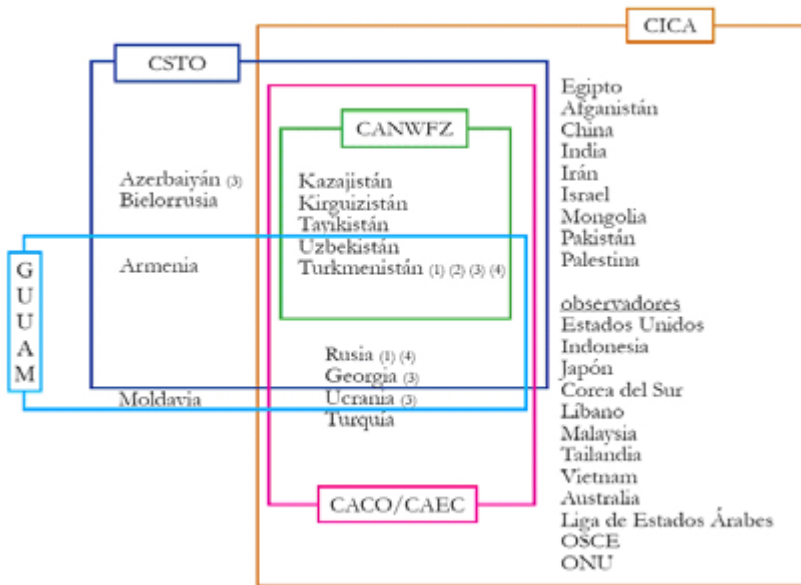 CICA
CSTO
CANWFZ
Azerbaiyán (3)
Bielorrusia
Armenia
Moldavia
G
U
U
A
M
Kazajistán
Kirguizistán
Tayikistán
Uzbekistán
Turkmenistán (1) (2) (3) (4)
Rusia (1) (4)
Georgia (3)
Ucrania (3)
Turquía
CACO/CAEC
Egipto
Afganistán
China
India
Irán
Israel
Mongolia
Pakistán
Palestina
observadores
Estados Unidos
Indonesia
Japón
Corea del Sur
Líbano
Malaysia
Tailandia
Vietnam
Australia
Liga de Estados Árabes
OSCE
ONU